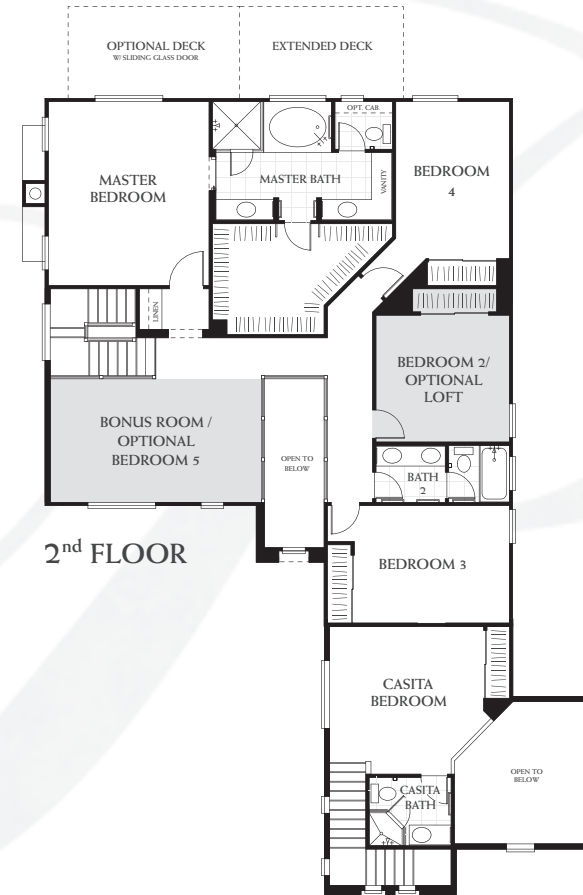 OPTIONAL DECK
W/ SLIDING GLASS DOOR
EXTENDED DECK
OPT. CAB.
MASTER
BEDROOM
MASTER BATH
VANITY
BEDROOM
4
LINEN
BEDROOM 2/
OPTIONAL
LOFT
BONUS ROOM /
OPTIONAL
BEDROOM 5
OPEN TO
BELOW
BATH
2
2nd FLOOR
BEDROOM 3
CASITA
BEDROOM
OPEN TO
BELOW
CASITA
BATH